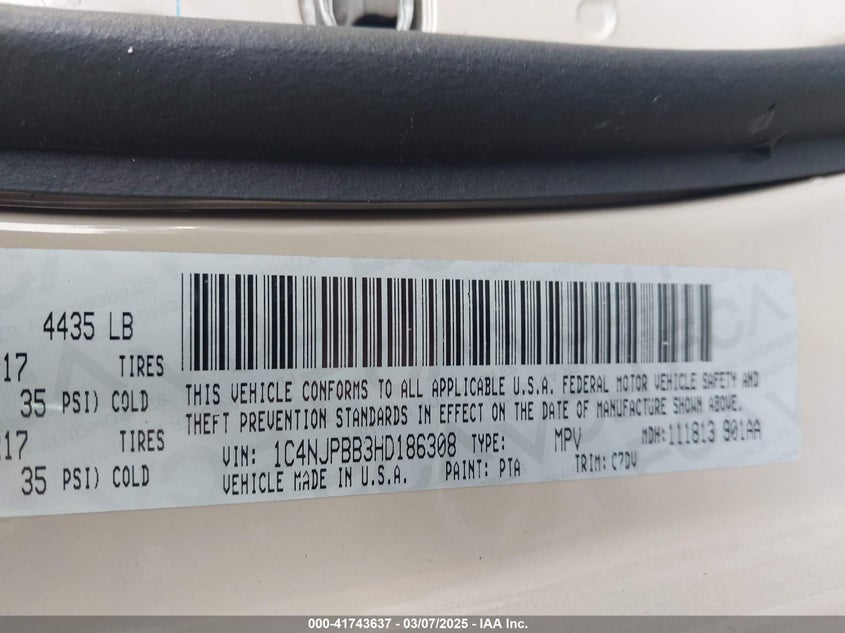 4435 LB
17 TIRES
35 PSI) COLD
17 TIRES
35 PSI) COLD
THIS VEHICLE CONFORMS TO ALL APPLICABLE U.S.A. FEDERAL MOTOR VEHICLE SAFETY AND
THEFT PREVENTION STANDARDS IN EFFECT ON THE DATE OF MANUFACTURE SHOWN ABOVE.
VIN: 1C4NJPBB3HD186308 TYPE: MPV MDH: 111813 901AA
VEHICLE MADE IN U.S.A. PAINT: PTA TRIM: C7DV
000-41743637 - 03/07/2025 - IAA Inc.